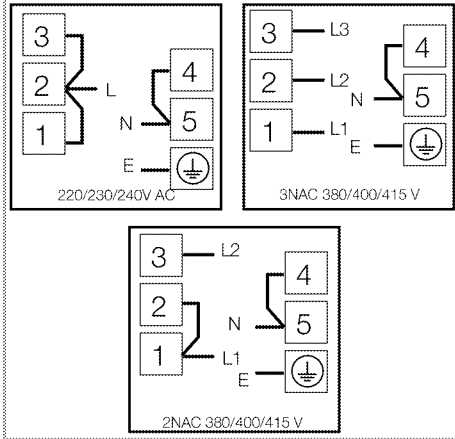 3
2 L
1
4
N 5
E
220/230/240V AC
3 L3
2 L2
1 L1
4
N 5
E
3NAC 380/400/415 V
3 L2
2
1 L1
4
N 5
E
2NAC 380/400/415 V